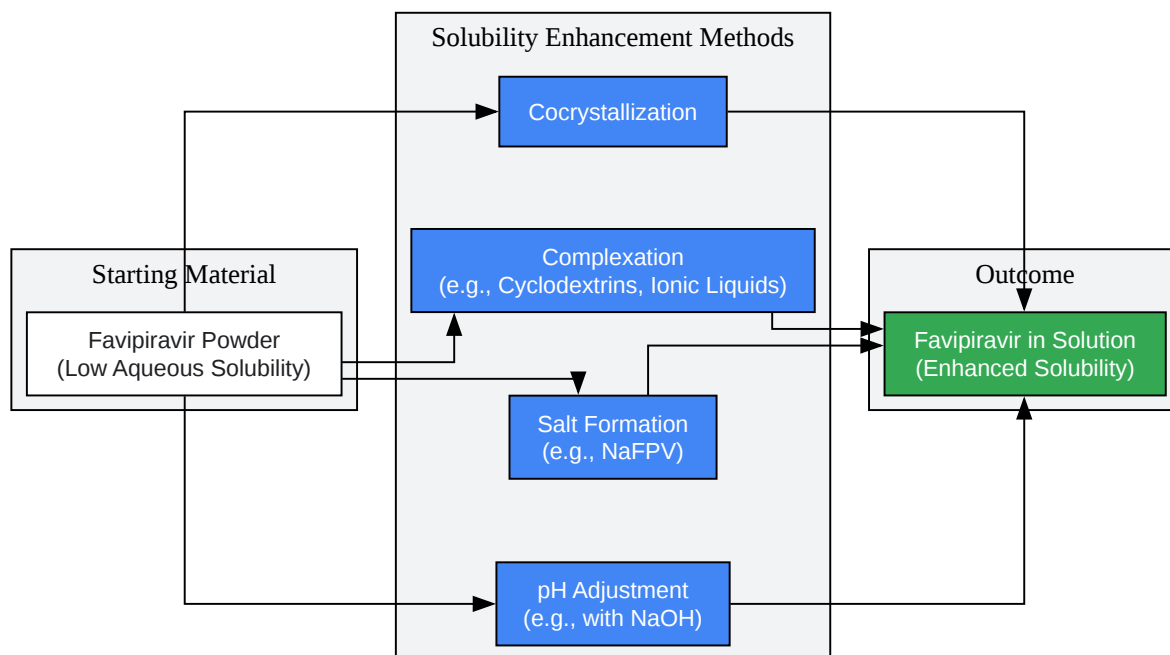 Solubility Enhancement Methods
Cocrystallization
Complexation
(e.g., Cyclodextrins, Ionic Liquids)
Starting Material
Favipiravir Powder
(Low Aqueous Solubility)
Outcome
Favipiravir in Solution
(Enhanced Solubility)
Salt Formation
(e.g., NaFPV)
pH Adjustment
(e.g., with NaOH)